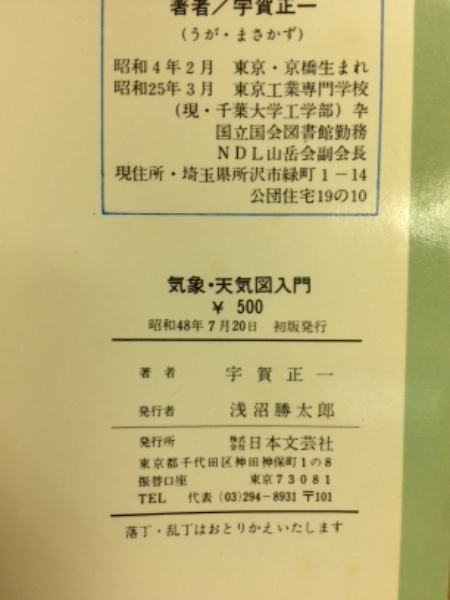 著者/宇賀正一
(うが・まさかず)
昭和4年2月 東京・京橋生まれ
昭和25年3月 東京工業専門学校
(現・千葉大学工学部)卒
国立国会図書館勤務
NDL山岳会副会長
現住所・埼玉県所沢市緑町1-14
公団住宅19の10
気象・天気図入門
¥ 500
昭和48年7月20日 初版発行
著者 宇賀正一
発行者 浅沼勝太郎
発行所 株式会社日本文芸社
東京都千代田区神田神保町1の8
振替口座 東京73081
TEL 代表 (03)294-8931 〒101
落丁・乱丁はおとりかえいたします